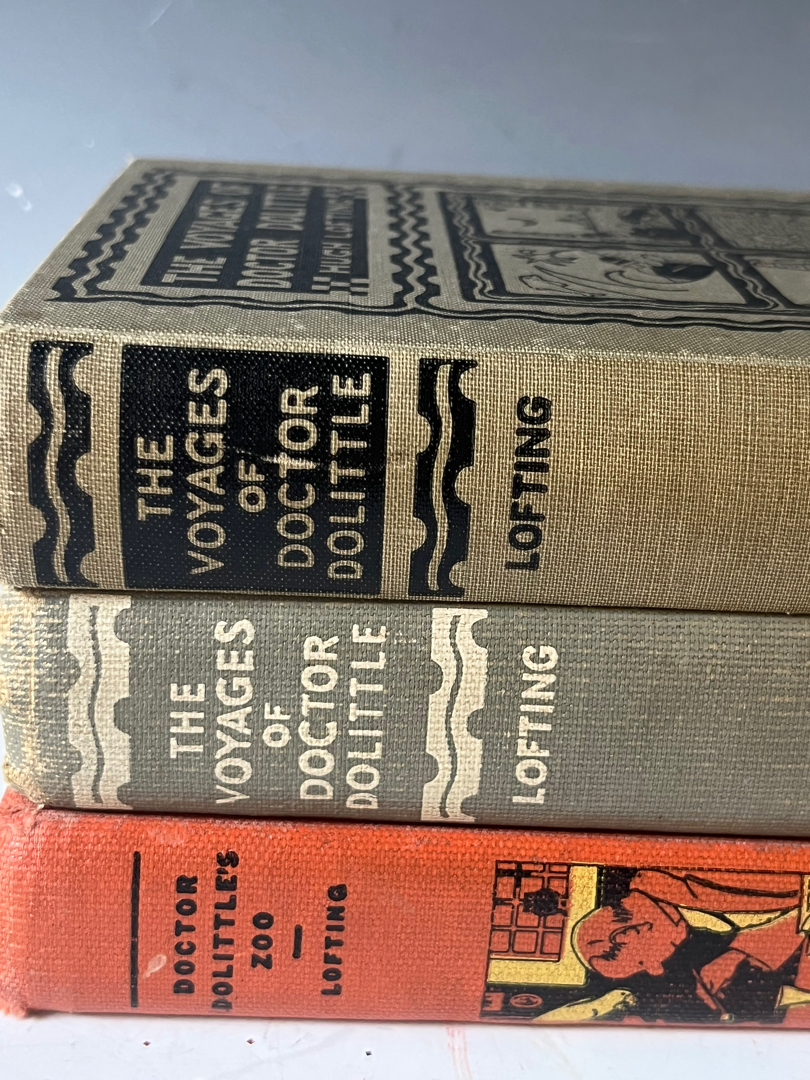 THE VOYAGES OF
DOCTOR DOLITTLE
HUGH LOFTING
THE
VOYAGES
OF
DOCTOR
DOLITTLE
LOFTING
THE
VOYAGES
OF
DOCTOR
DOLITTLE
LOFTING
DOCTOR
DOLITTLE'S
ZOO
LOFTING